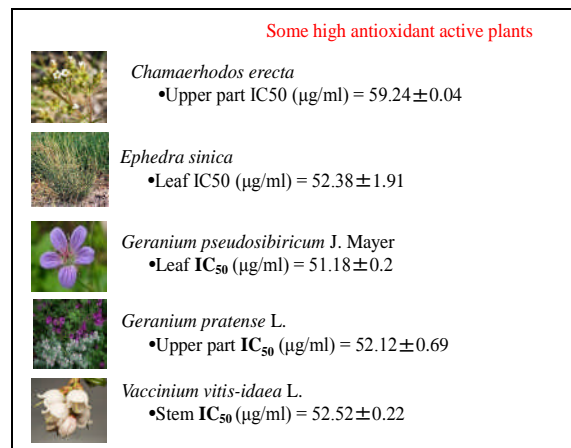 Some high antioxidant active plants
Chamaerhodos erecta
•Upper part IC50 (μg/ml) = 59.24±0.04
Ephedra sinica
•Leaf IC50 (μg/ml) = 52.38±1.91
Geranium pseudosibiricum J. Mayer
•Leaf IC50 (μg/ml) = 51.18±0.2
Geranium pratense L.
•Upper part IC50 (μg/ml) = 52.12±0.69
Vaccinium vitis-idaea L.
•Stem IC50 (μg/ml) = 52.52±0.22